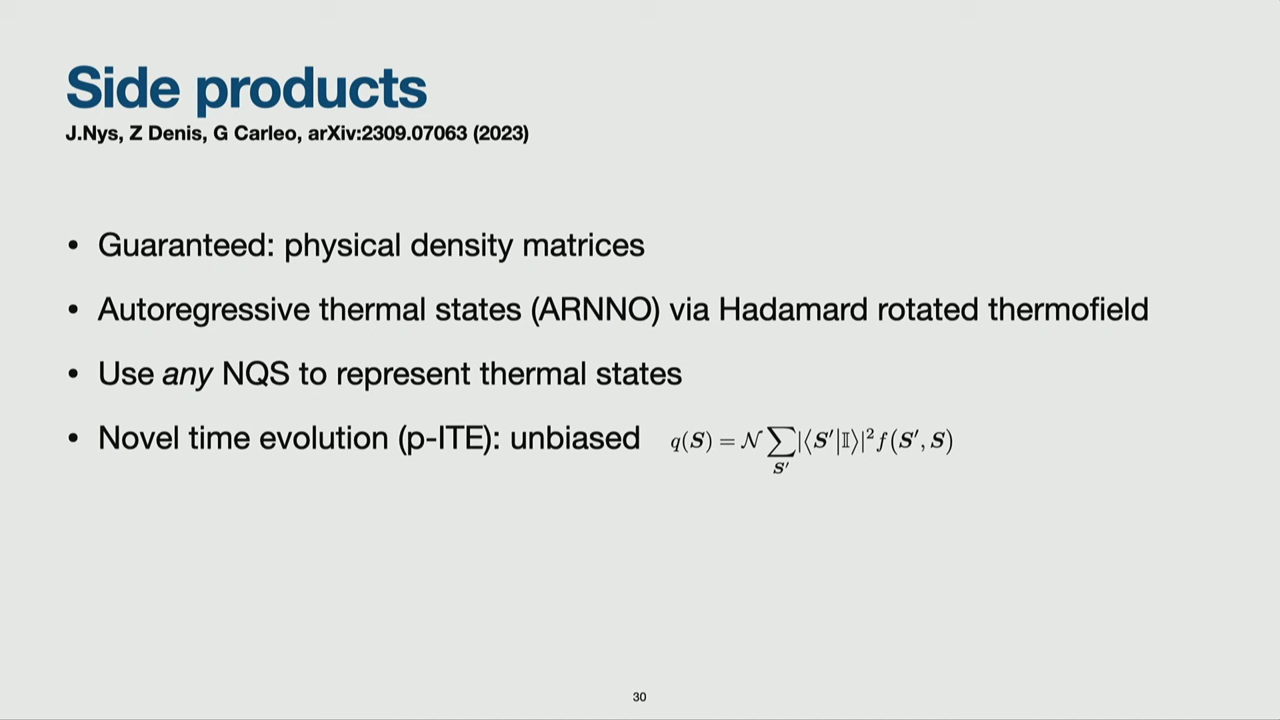 Side products
J.Nys, Z Denis, G Carleo, arXiv:2309.07063 (2023)
• Guaranteed: physical density matrices
• Autoregressive thermal states (ARNNO) via Hadamard rotated thermofield
• Use any NQS to represent thermal states
• Novel time evolution (p-ITE): unbiased q(S) = 𝒩 ∑_{S′} |⟨S′|𝕀⟩|² f(S′, S)
30